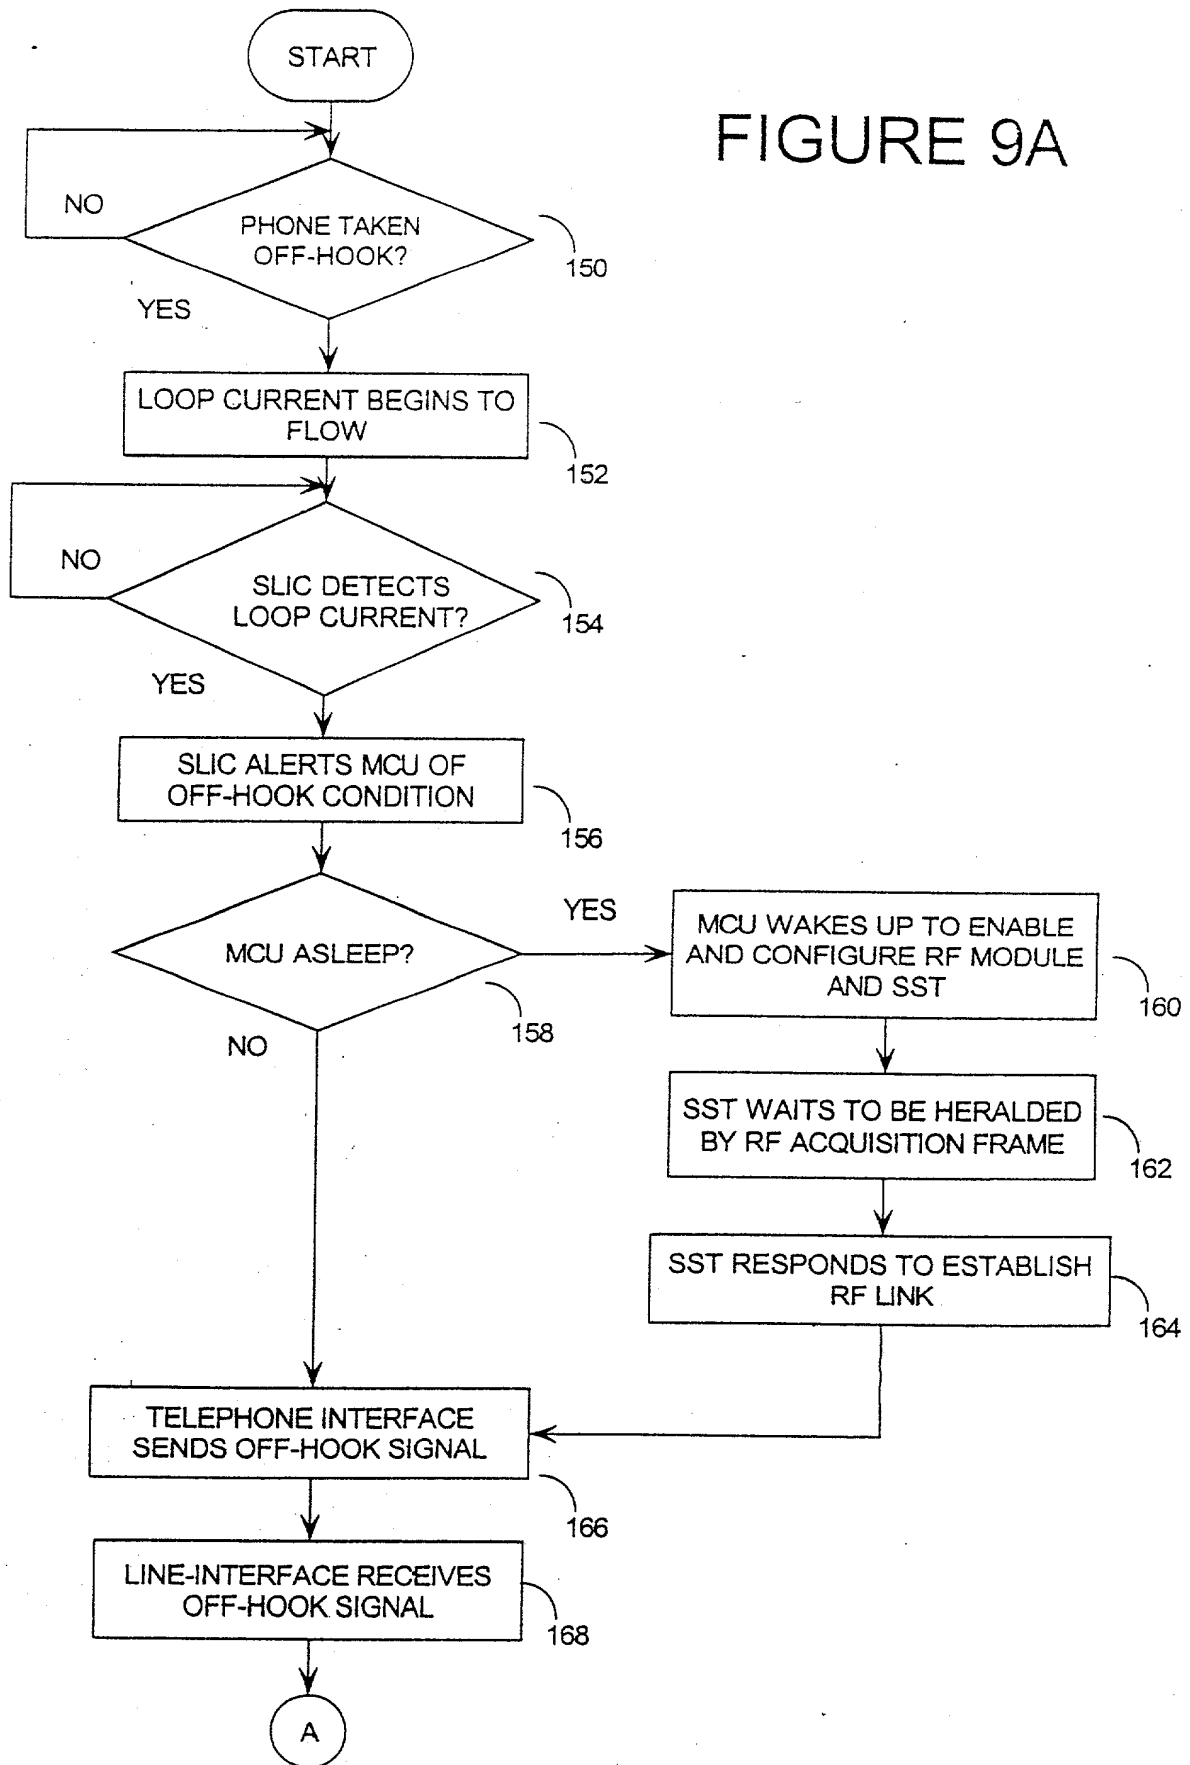 START
FIGURE 9A
NO
PHONE TAKEN
OFF-HOOK?
150
YES
LOOP CURRENT BEGINS TO
FLOW
152
NO
SLIC DETECTS
LOOP CURRENT?
154
YES
SLIC ALERTS MCU OF
OFF-HOOK CONDITION
156
MCU ASLEEP?
158
YES
MCU WAKES UP TO ENABLE
AND CONFIGURE RF MODULE
AND SST
160
NO
SST WAITS TO BE HERALDED
BY RF ACQUISITION FRAME
162
SST RESPONDS TO ESTABLISH
RF LINK
164
TELEPHONE INTERFACE
SENDS OFF-HOOK SIGNAL
166
LINE-INTERFACE RECEIVES
OFF-HOOK SIGNAL
168
A